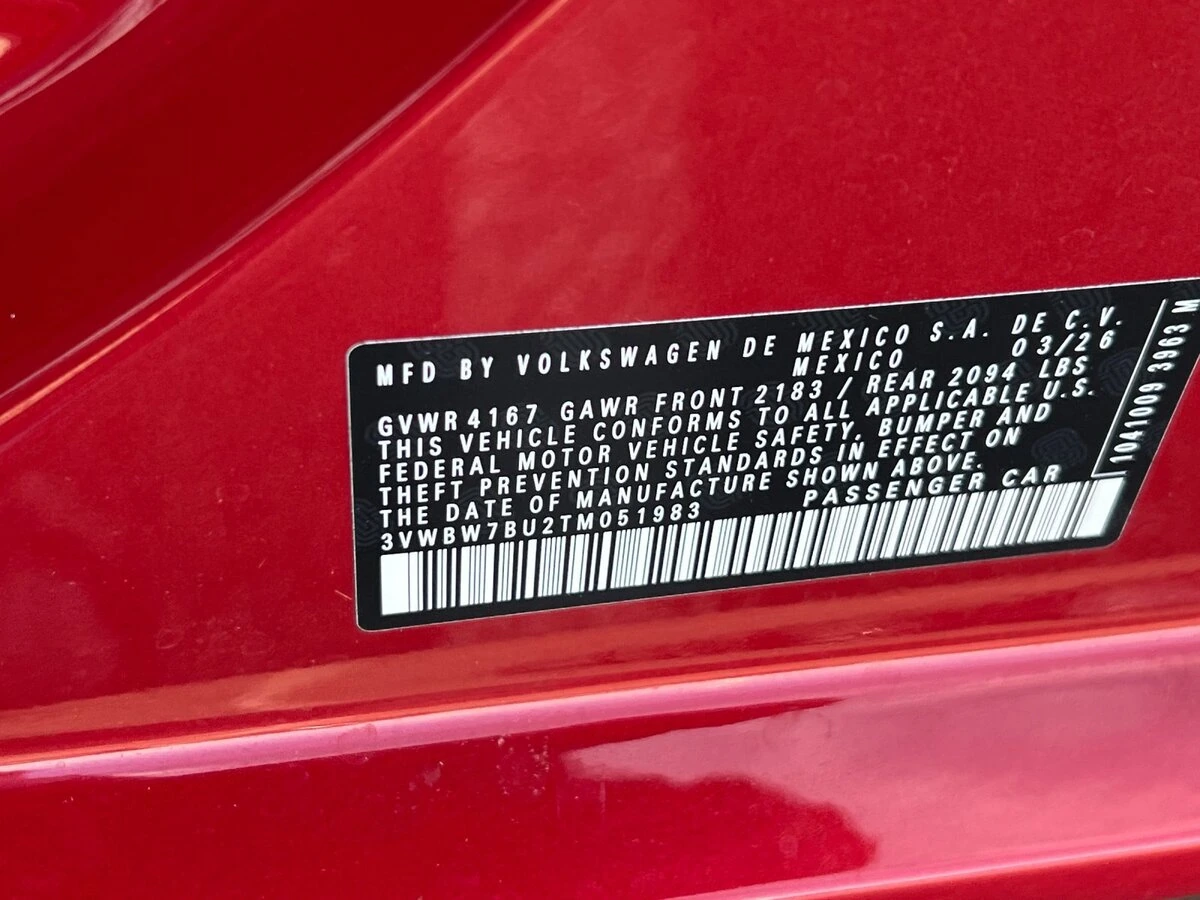 MFD BY VOLKSWAGEN DE MEXICO S.A. DE C.V.
MEXICO 03/26
GVWR 4167 GAWR FRONT 2183 / REAR 2094 LBS
THIS VEHICLE CONFORMS TO ALL APPLICABLE U.S.
FEDERAL MOTOR VEHICLE SAFETY, BUMPER AND
THEFT PREVENTION STANDARDS IN EFFECT ON
THE DATE OF MANUFACTURE SHOWN ABOVE.
3VWBW7BU2TM051983 PASSENGER CAR
1041009 3963 M